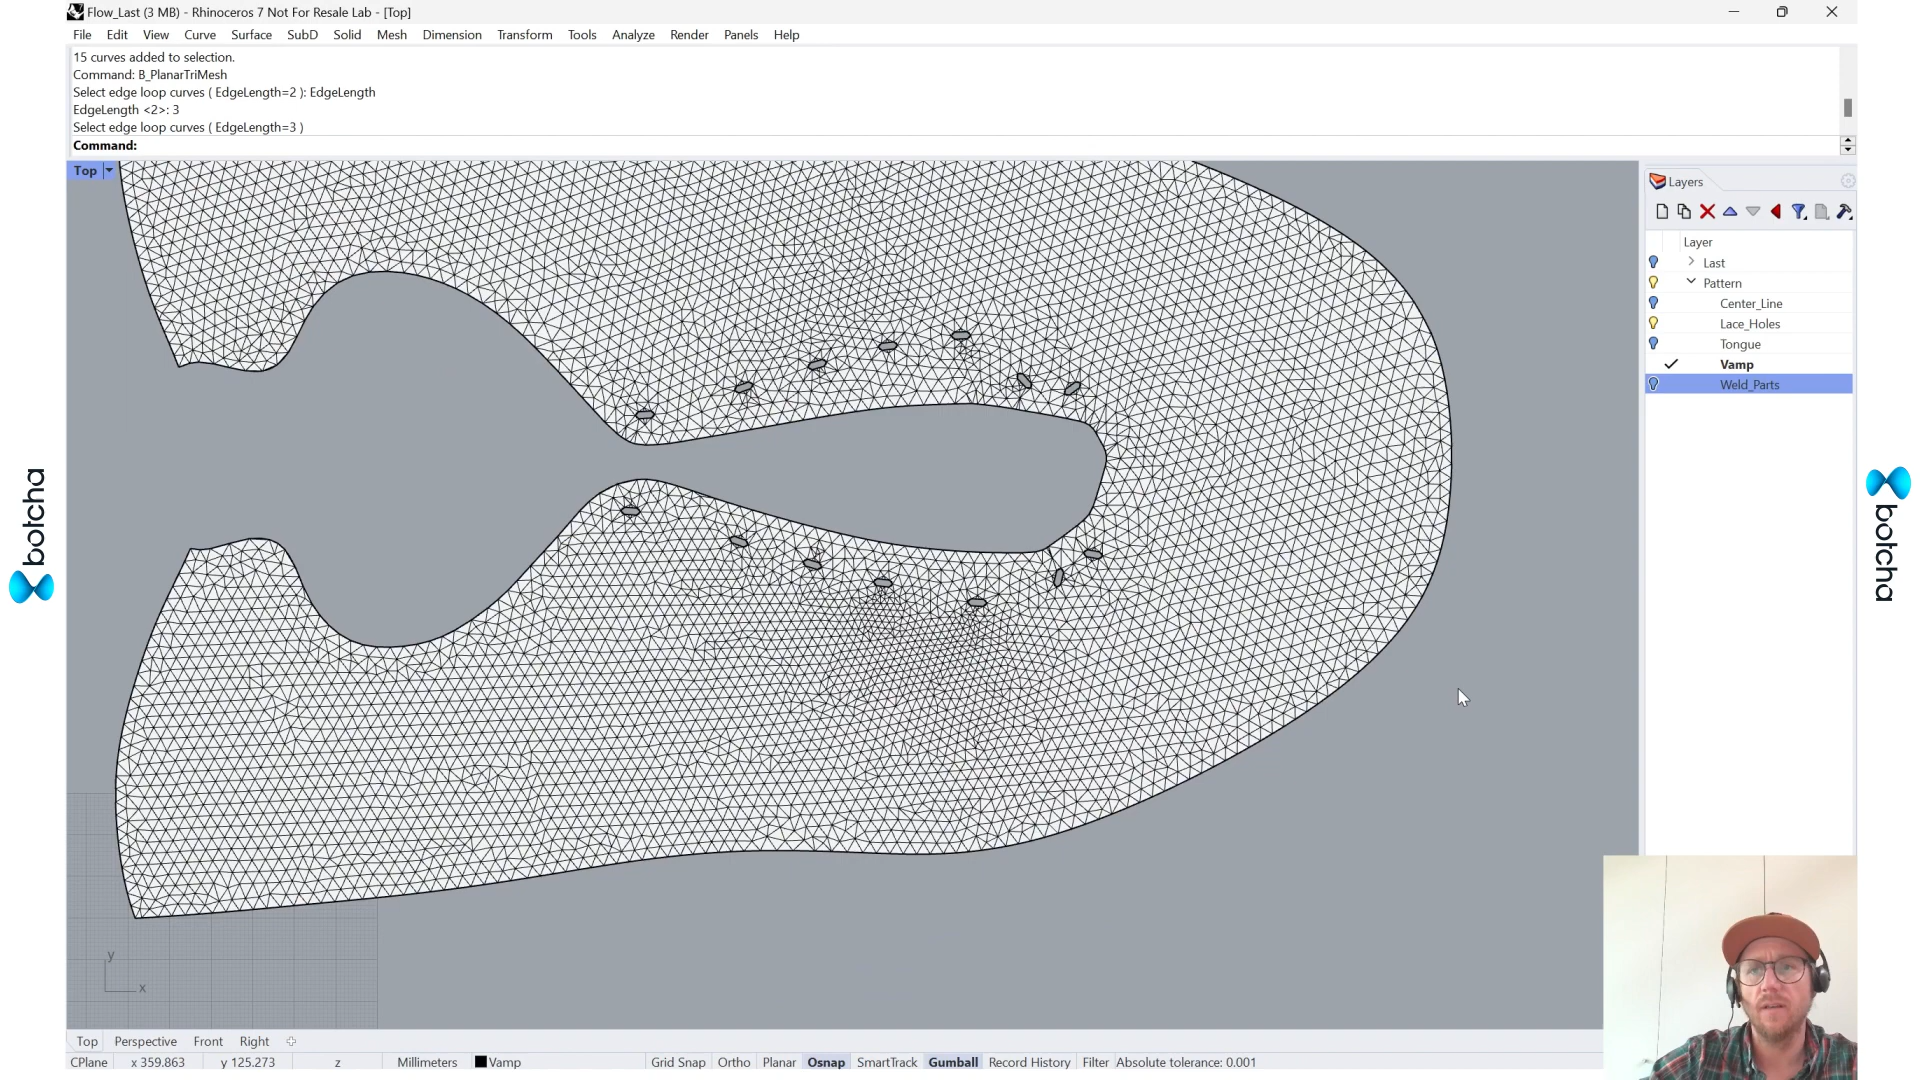 Flow_Last (3 MB) - Rhinoceros 7 Not For Resale Lab - [Top]
File Edit View Curve Surface SubD Solid Mesh Dimension Transform Tools Analyze Render Panels Help
15 curves added to selection.
Command: B_PlanarTriMesh
Select edge loop curves ( EdgeLength=2 ): EdgeLength
EdgeLength <2>: 3
Select edge loop curves ( EdgeLength=3 )
Command:
Top
Layers
Layer
Last
Pattern
Center_Line
Lace_Holes
Tongue
Vamp
Weld_Parts
botcha
botcha
y
x
Top Perspective Front Right
CPlane x 359.863 y 125.273 z Millimeters Vamp Grid Snap Ortho Planar Osnap SmartTrack Gumball Record History Filter Absolute tolerance: 0.001